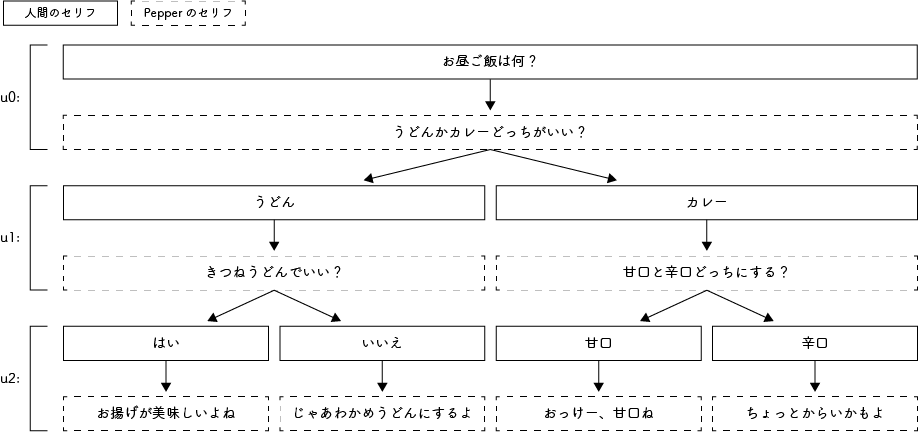 人間のセリフ
Pepper のセリフ
u0:
お昼ご飯は何？
うどんかカレーどっちがいい？
u1:
うどん
カレー
きつねうどんでいい？
甘口と辛口どっちにする？
u2:
はい
いいえ
甘口
辛口
お揚げが美味しいよね
じゃあわかめうどんにするよ
おっけー、甘口ね
ちょっとからいかもよ